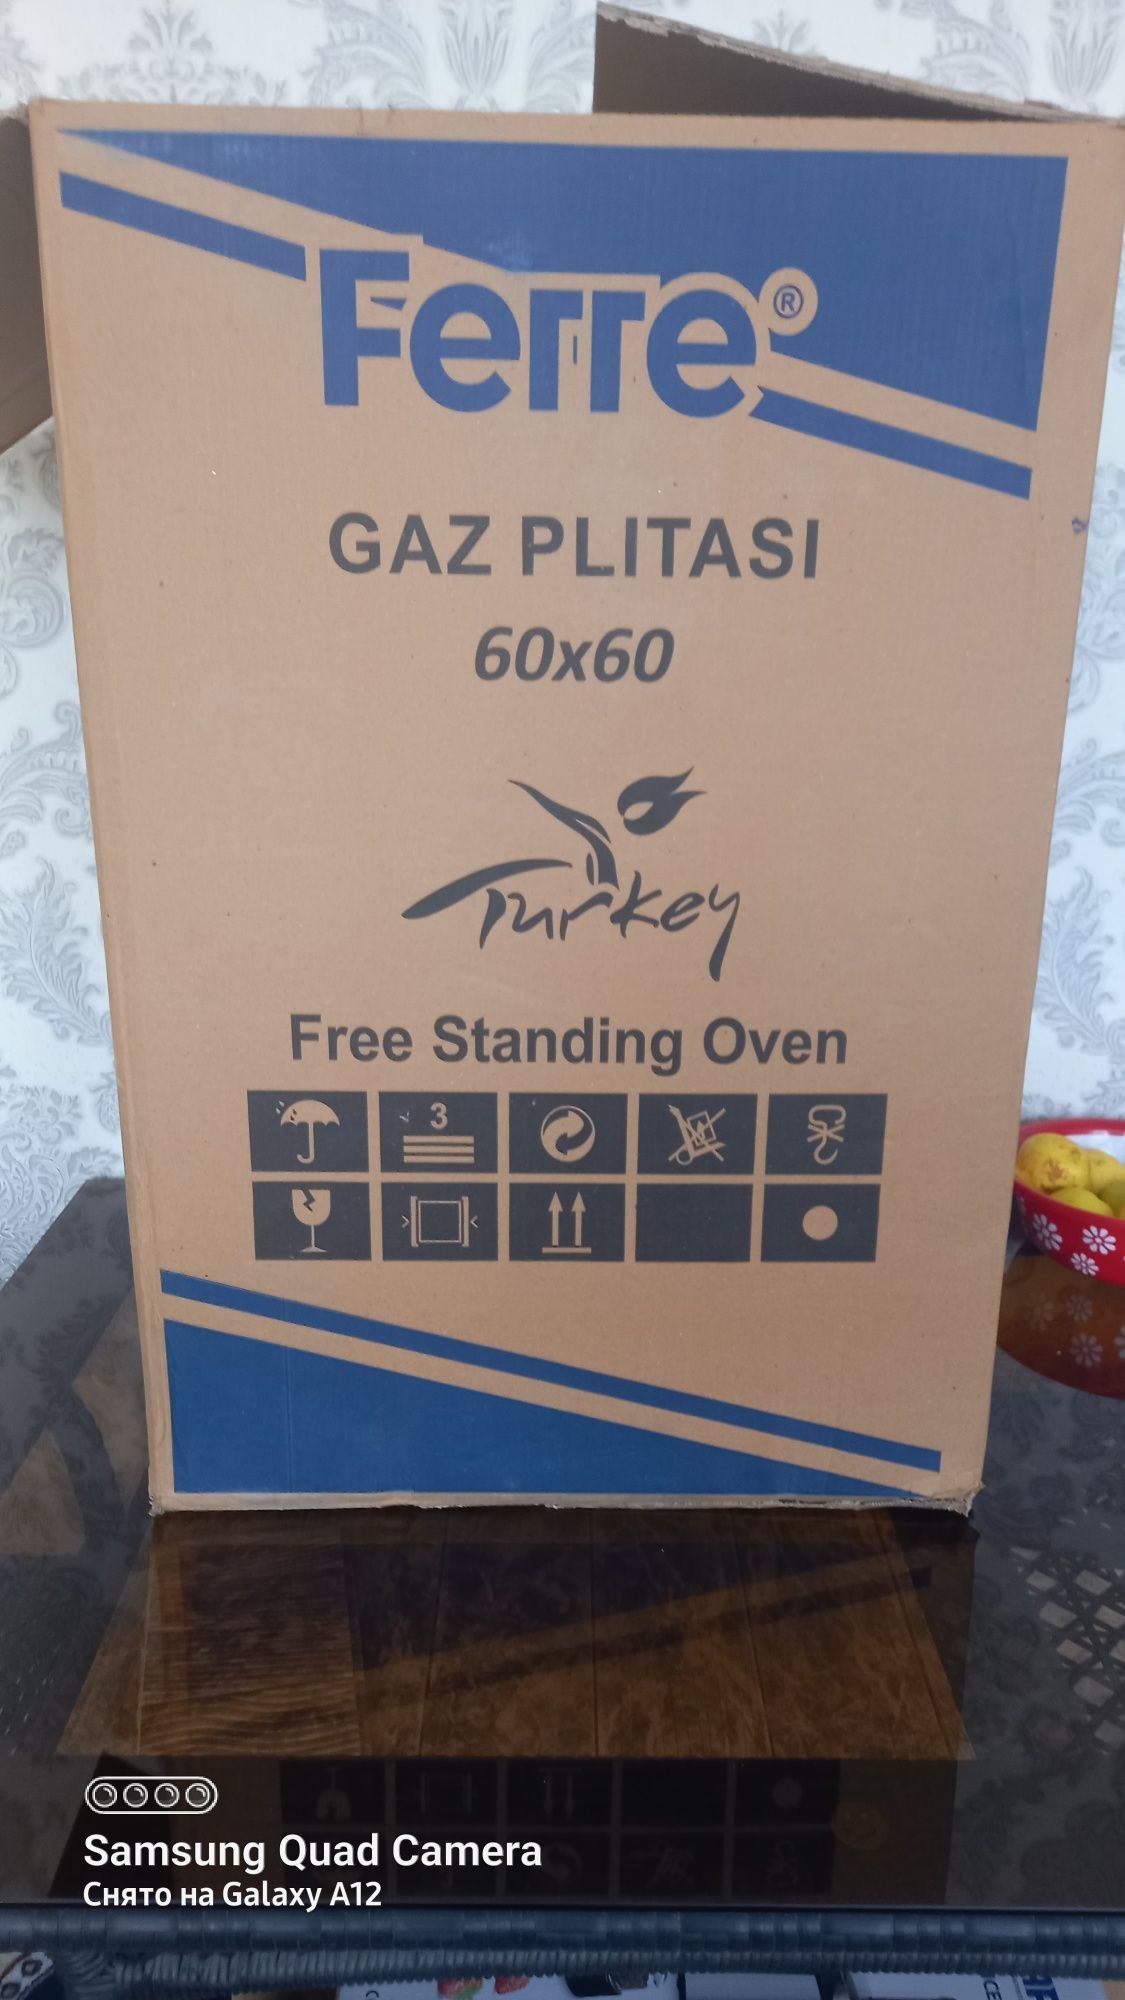 Ferre®
GAZ PLITASI
60x60
Turkey
Free Standing Oven
3
Samsung Quad Camera
Снято на Galaxy A12